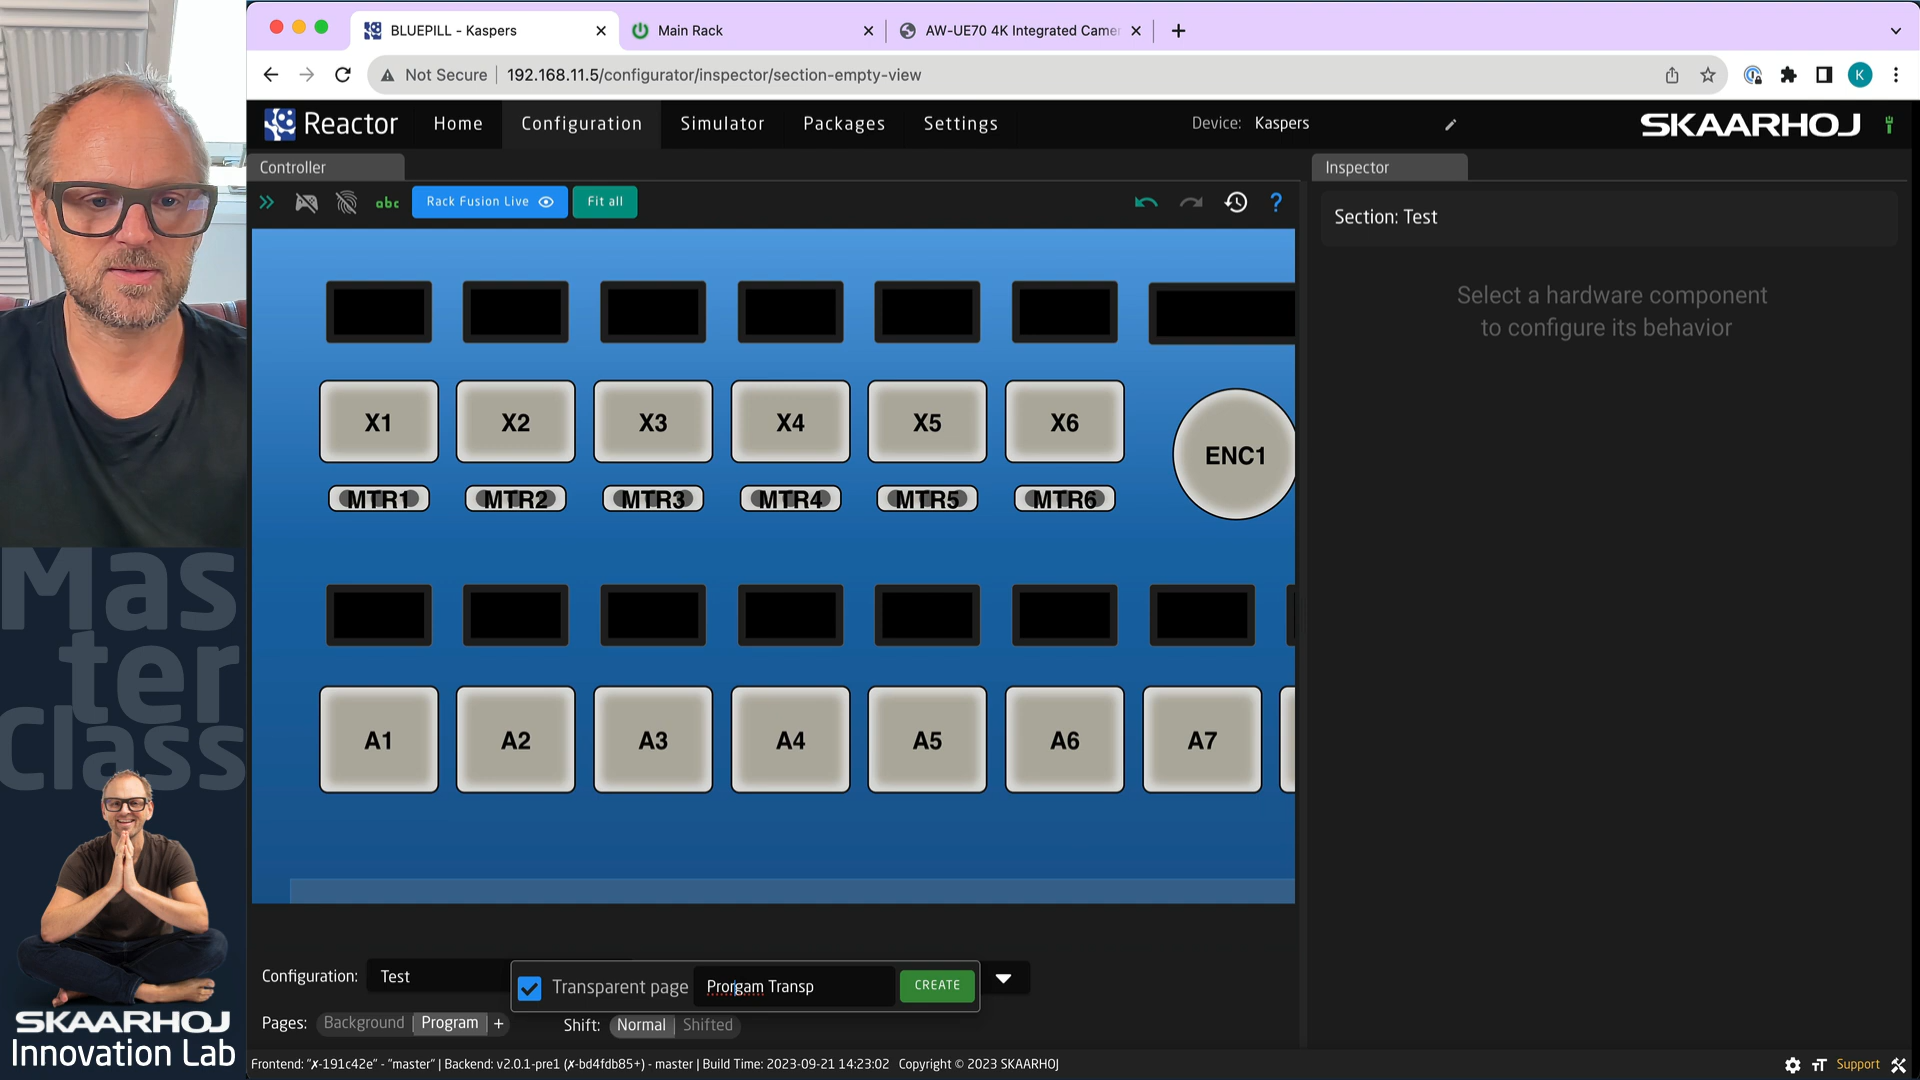 BLUEPILL - Kaspers
Main Rack
AW-UE70 4K Integrated Camer
Not Secure
192.168.11.5/configurator/inspector/section-empty-view
K
Reactor
Home
Configuration
Simulator
Packages
Settings
Device: Kaspers
SKAARHOJ
Controller
Inspector
abc
Rack Fusion Live
Fit all
?
Section: Test
Select a hardware component
to configure its behavior
X1
X2
X3
X4
X5
X6
ENC1
MTR1
MTR2
MTR3
MTR4
MTR5
MTR6
A1
A2
A3
A4
A5
A6
A7
Mas
ter
Class
SKAARHOJ
Innovation Lab
Configuration: Test
Transparent page
Prorgam Transp
CREATE
Pages: Background Program +
Shift: Normal Shifted
Frontend: "✗-191c42e" - "master" | Backend: v2.0.1-pre1 (✗-bd4fdb85+) - master | Build Time: 2023-09-21 14:23:02 Copyright © 2023 SKAARHOJ
Support